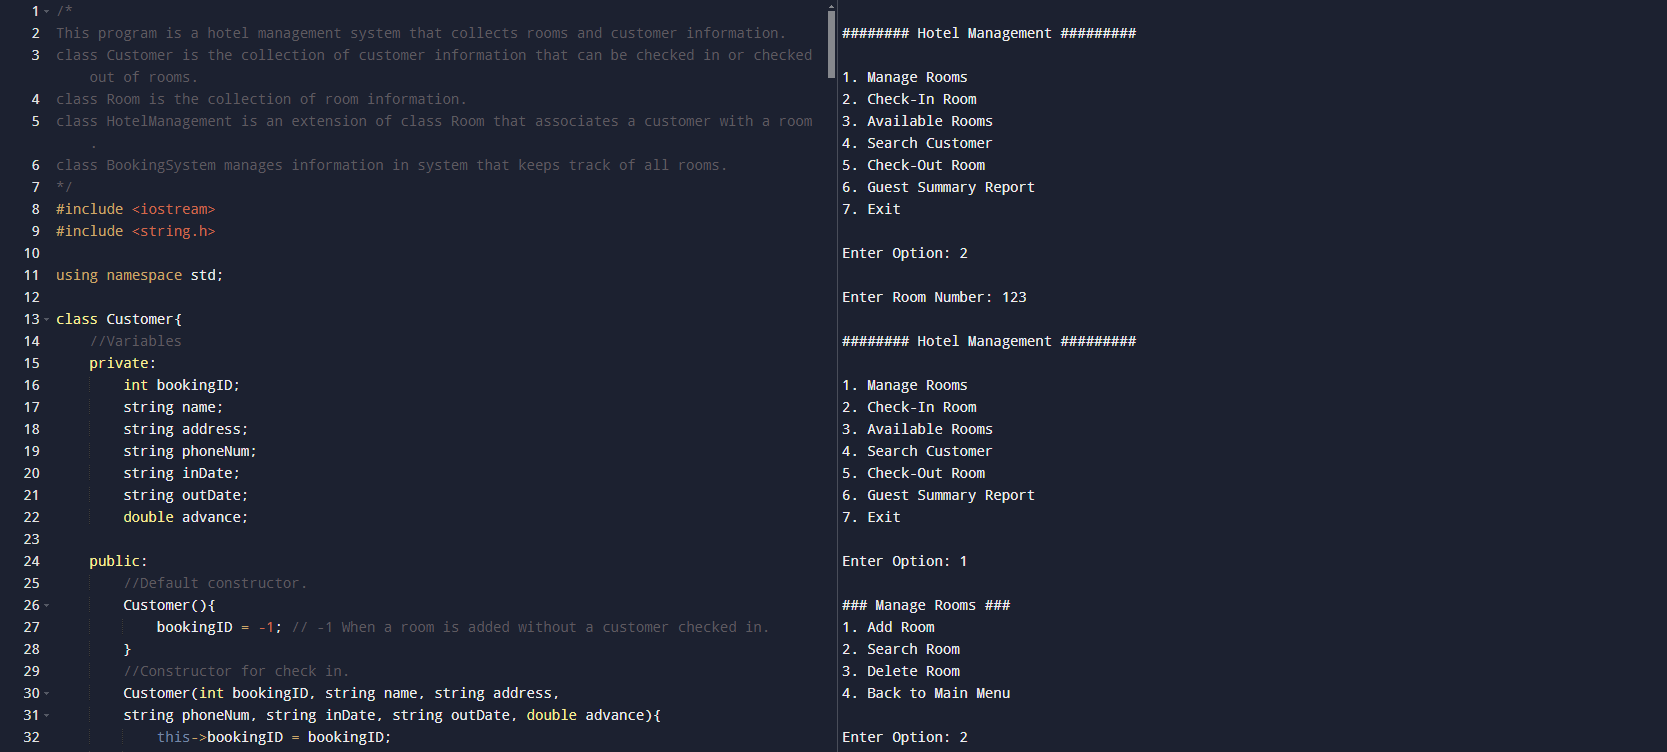 1 /*
2 This program is a hotel management system that collects rooms and customer information.
3 class Customer is the collection of customer information that can be checked in or checked
out of rooms.
4 class Room is the collection of room information.
5 class HotelManagement is an extension of class Room that associates a customer with a room
.
6 class BookingSystem manages information in system that keeps track of all rooms.
7 */
8 #include <iostream>
9 #include <string.h>
10
11 using namespace std;
12
13 class Customer{
14 //Variables
15 private:
16 int bookingID;
17 string name;
18 string address;
19 string phoneNum;
20 string inDate;
21 string outDate;
22 double advance;
23
24 public:
25 //Default constructor.
26 Customer(){
27 bookingID = -1; // -1 When a room is added without a customer checked in.
28 }
29 //Constructor for check in.
30 Customer(int bookingID, string name, string address,
31 string phoneNum, string inDate, string outDate, double advance){
32 this->bookingID = bookingID;
######## Hotel Management #########
1. Manage Rooms
2. Check-In Room
3. Available Rooms
4. Search Customer
5. Check-Out Room
6. Guest Summary Report
7. Exit
Enter Option: 2
Enter Room Number: 123
######## Hotel Management #########
1. Manage Rooms
2. Check-In Room
3. Available Rooms
4. Search Customer
5. Check-Out Room
6. Guest Summary Report
7. Exit
Enter Option: 1
### Manage Rooms ###
1. Add Room
2. Search Room
3. Delete Room
4. Back to Main Menu
Enter Option: 2